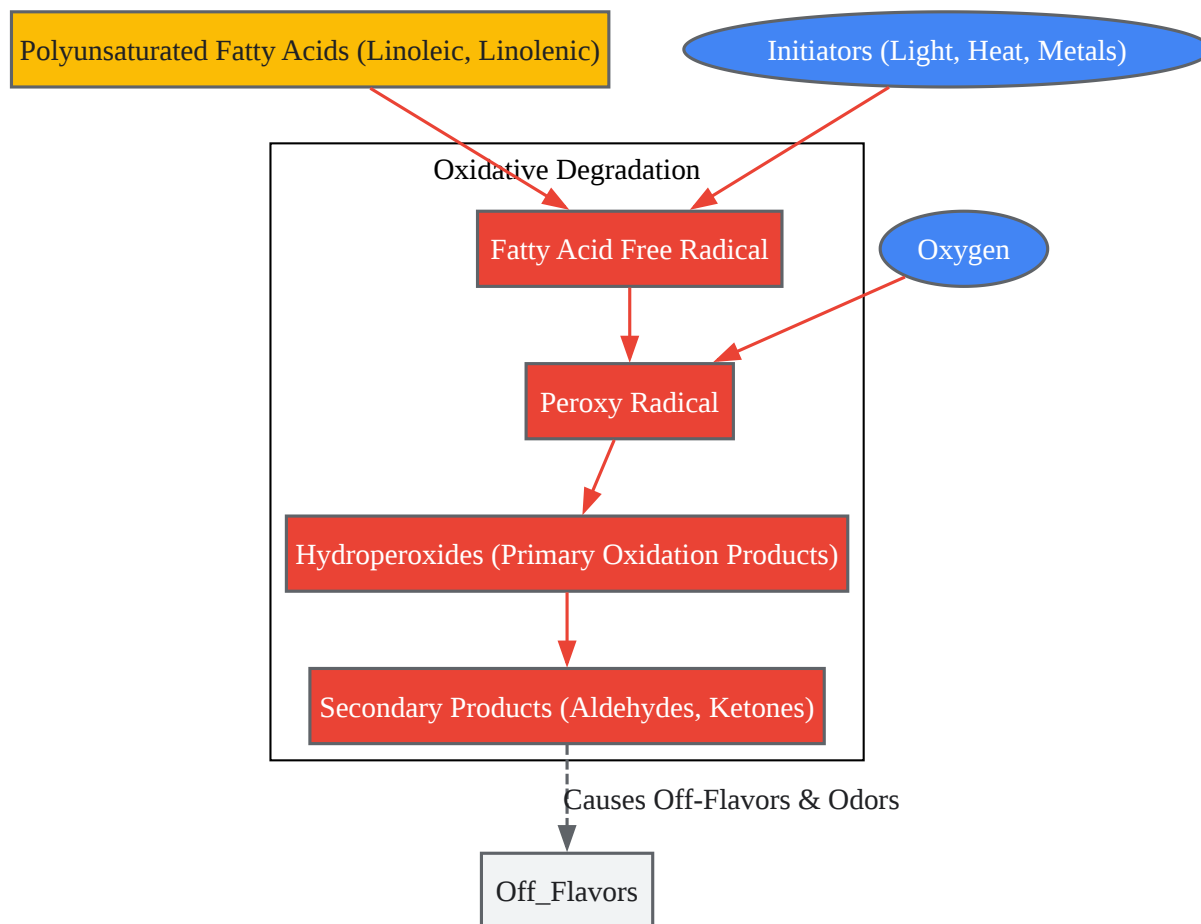 Polyunsaturated Fatty Acids (Linoleic, Linolenic)
Initiators (Light, Heat, Metals)
Oxidative Degradation
Fatty Acid Free Radical
Oxygen
Peroxy Radical
Hydroperoxides (Primary Oxidation Products)
Secondary Products (Aldehydes, Ketones)
Causes Off-Flavors & Odors
Off_Flavors